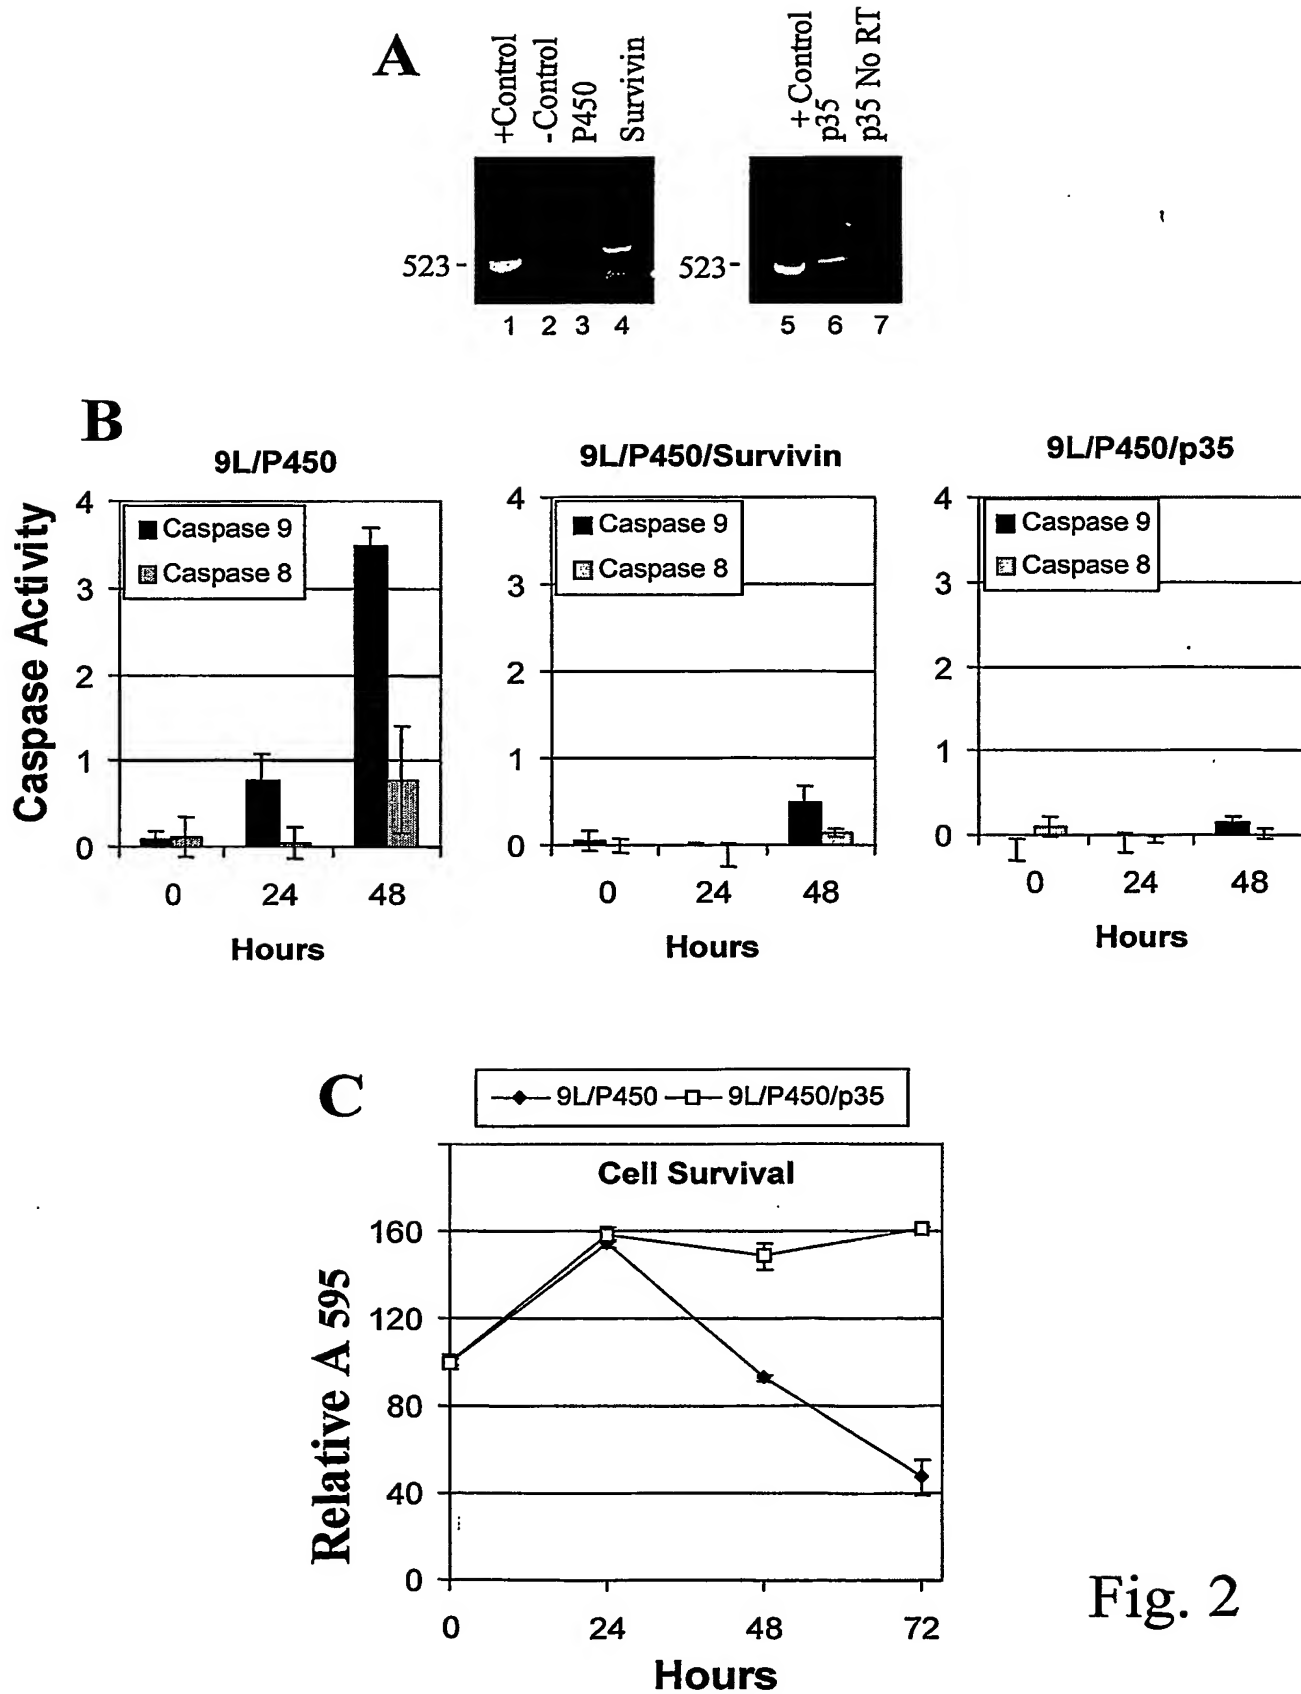 A
+Control
-Control
P450
Survivin
+ Control
p35
p35 No RT
523-
523-
1 2 3 4
5 6 7
B
9L/P450
9L/P450/Survivin
9L/P450/p35
Caspase Activity
4
3
2
1
0
Caspase 9
Caspase 8
0 24 48
Hours
4
3
2
1
0
Caspase 9
Caspase 8
0 24 48
Hours
4
3
2
1
0
Caspase 9
Caspase 8
0 24 48
Hours
C
9L/P450 9L/P450/p35
Cell Survival
Relative A 595
160
120
80
40
0
0 24 48 72
Hours
Fig. 2